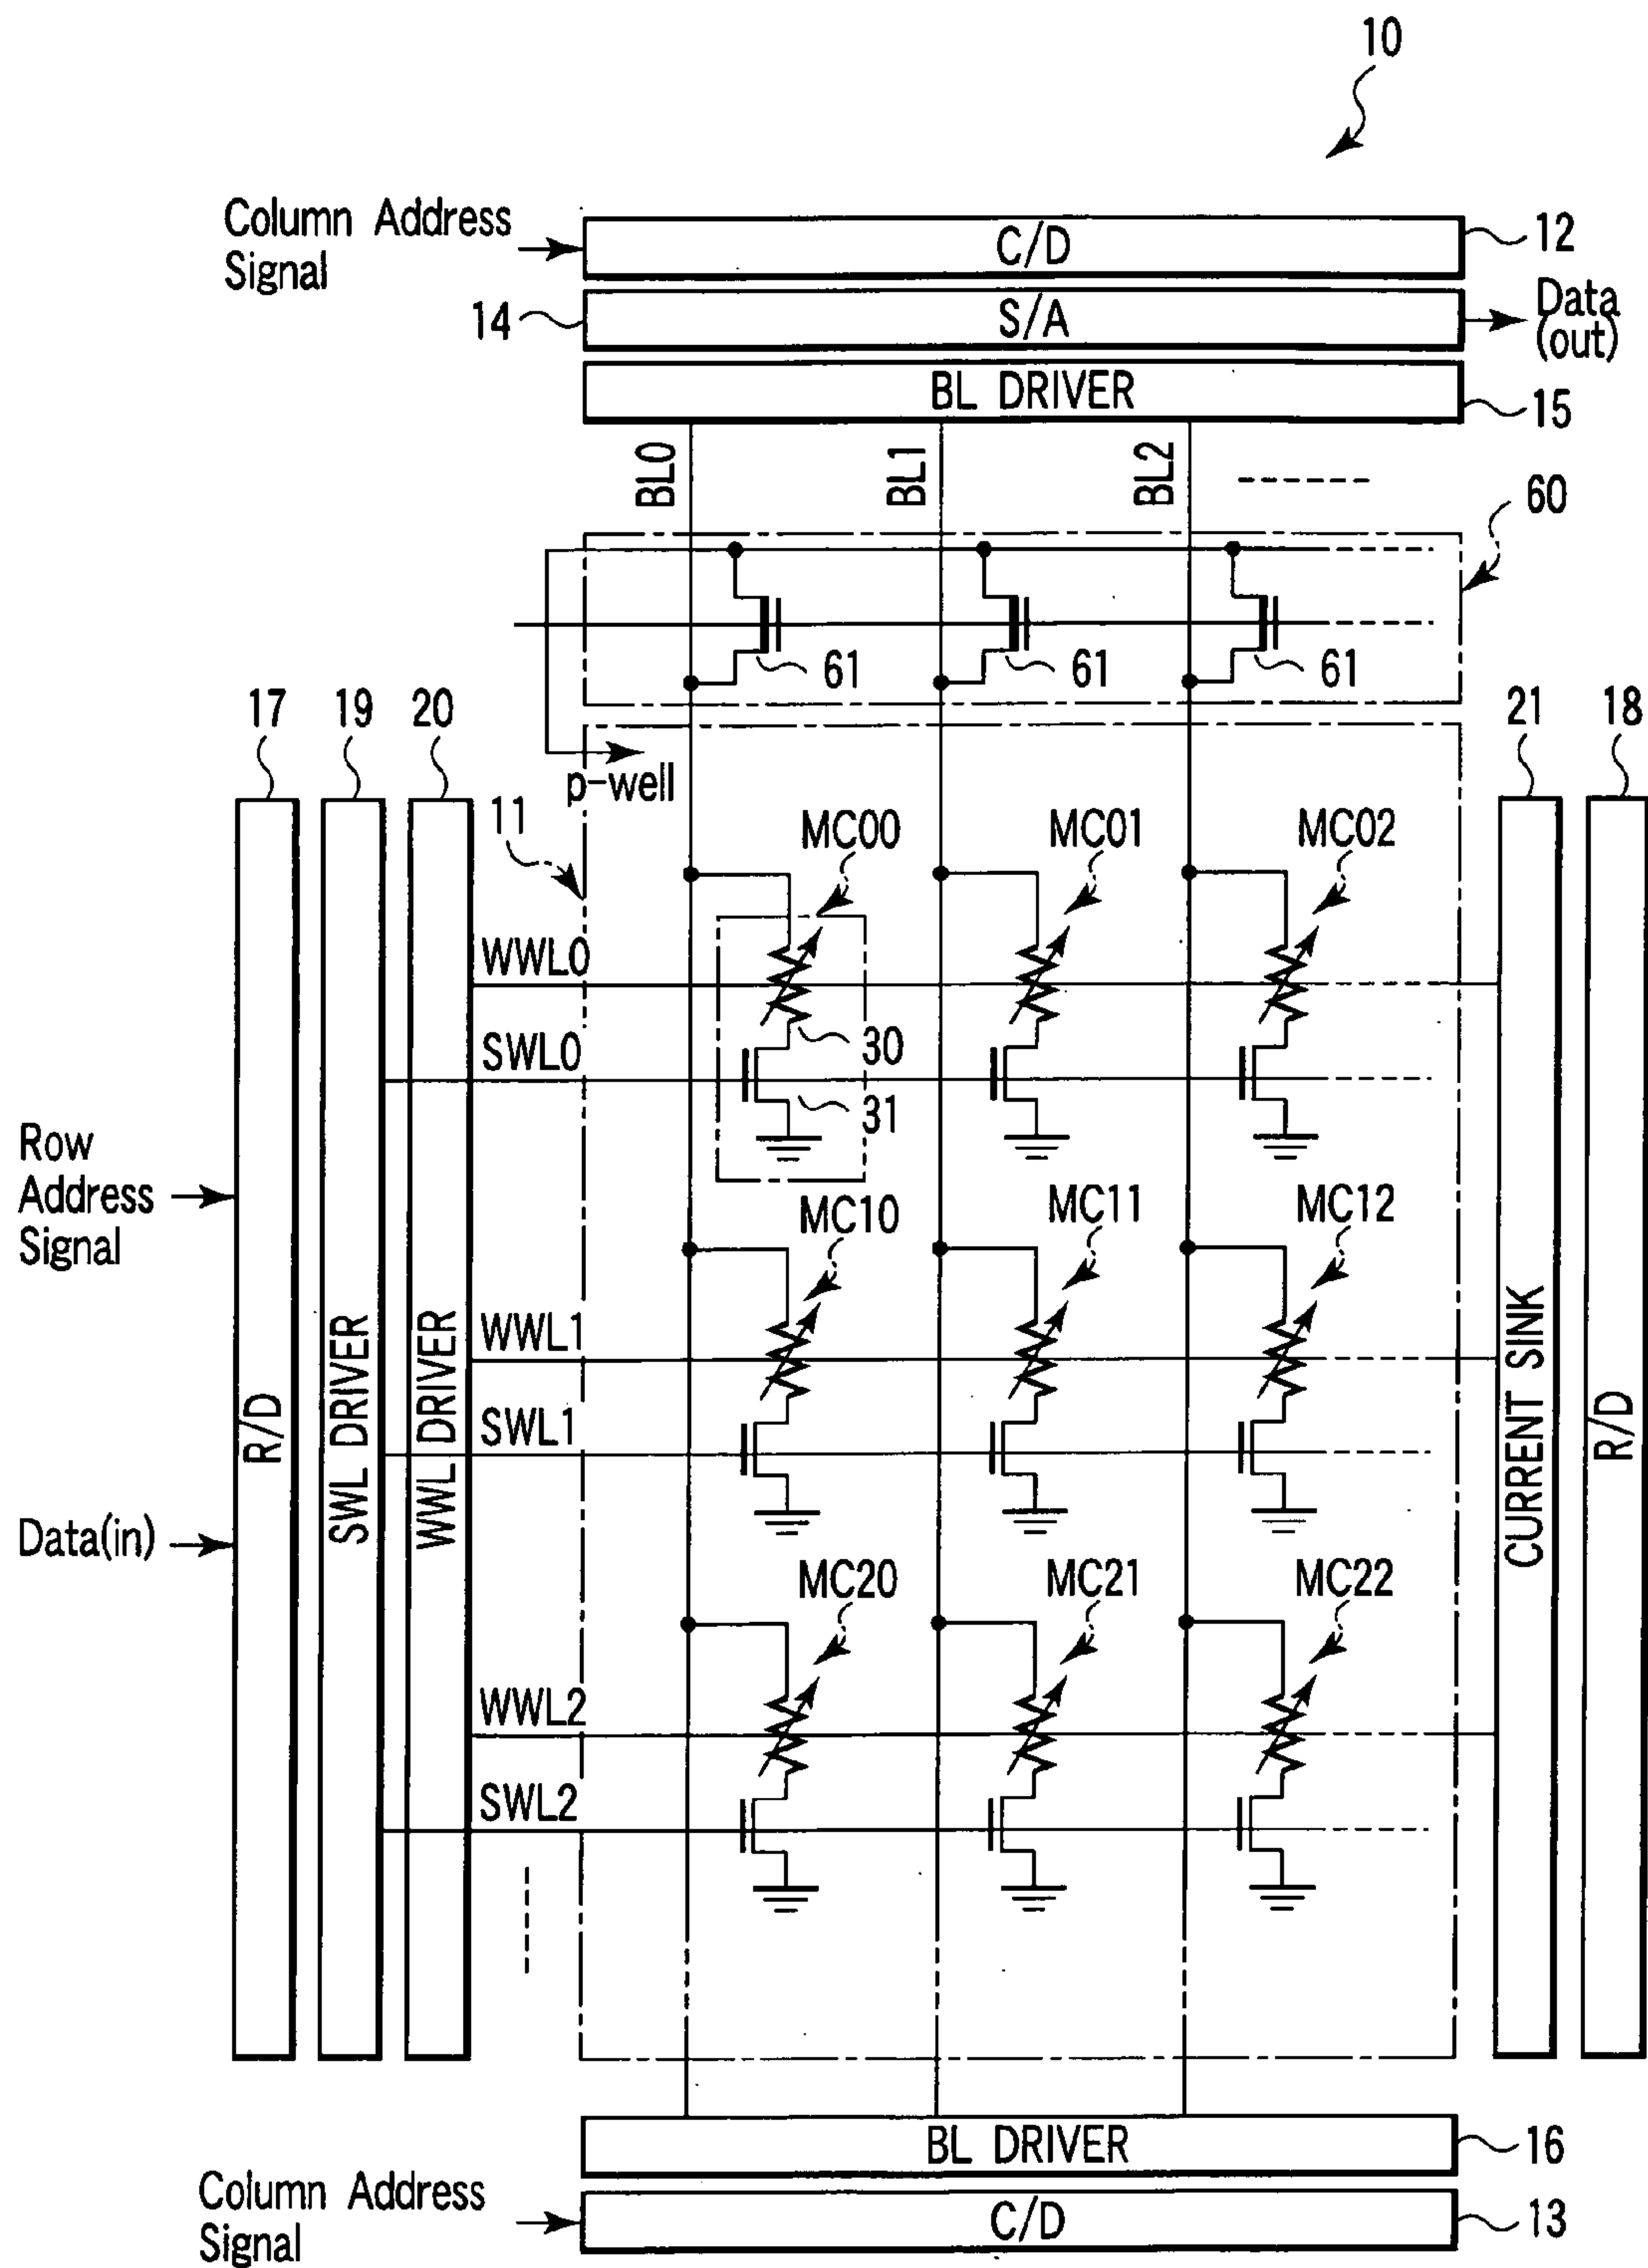 10
Column Address
Signal
C/D
12
14
S/A
Data
(out)
BL DRIVER
15
BL0
BL1
BL2
60
61
61
61
17
19
20
21
18
p-well
11
MC00
MC01
MC02
WWL0
30
SWL0
31
Row
Address
Signal
MC10
MC11
MC12
WWL1
SWL1
R/D
SWL DRIVER
WWL DRIVER
CURRENT SINK
R/D
Data(in)
MC20
MC21
MC22
WWL2
SWL2
BL DRIVER
16
Column Address
Signal
C/D
13